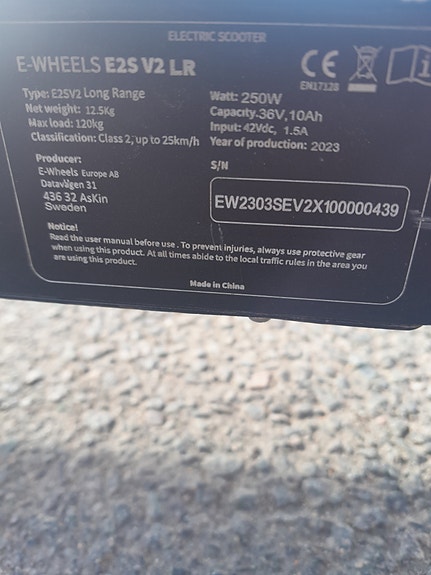 ELECTRIC SCOOTER
E-WHEELS E2S V2 LR
CE
EN17128
Type: E2SV2 Long Range
Net weight: 12.5Kg
Max load: 120kg
Classification: Class 2, up to 25km/h
Watt: 250W
Capacity.36V,10Ah
Input: 42Vdc, 1.5A
Year of production: 2023
Producer:
E-Wheels Europe AB
Datavägen 31
436 32 AsKin
Sweden
S/N
EW2303SEV2X100000439
Notice!
Read the user manual before use . To prevent injuries, always use protective gear
when using this product. At all times abide to the local traffic rules in the area you
are using this product.
Made in China